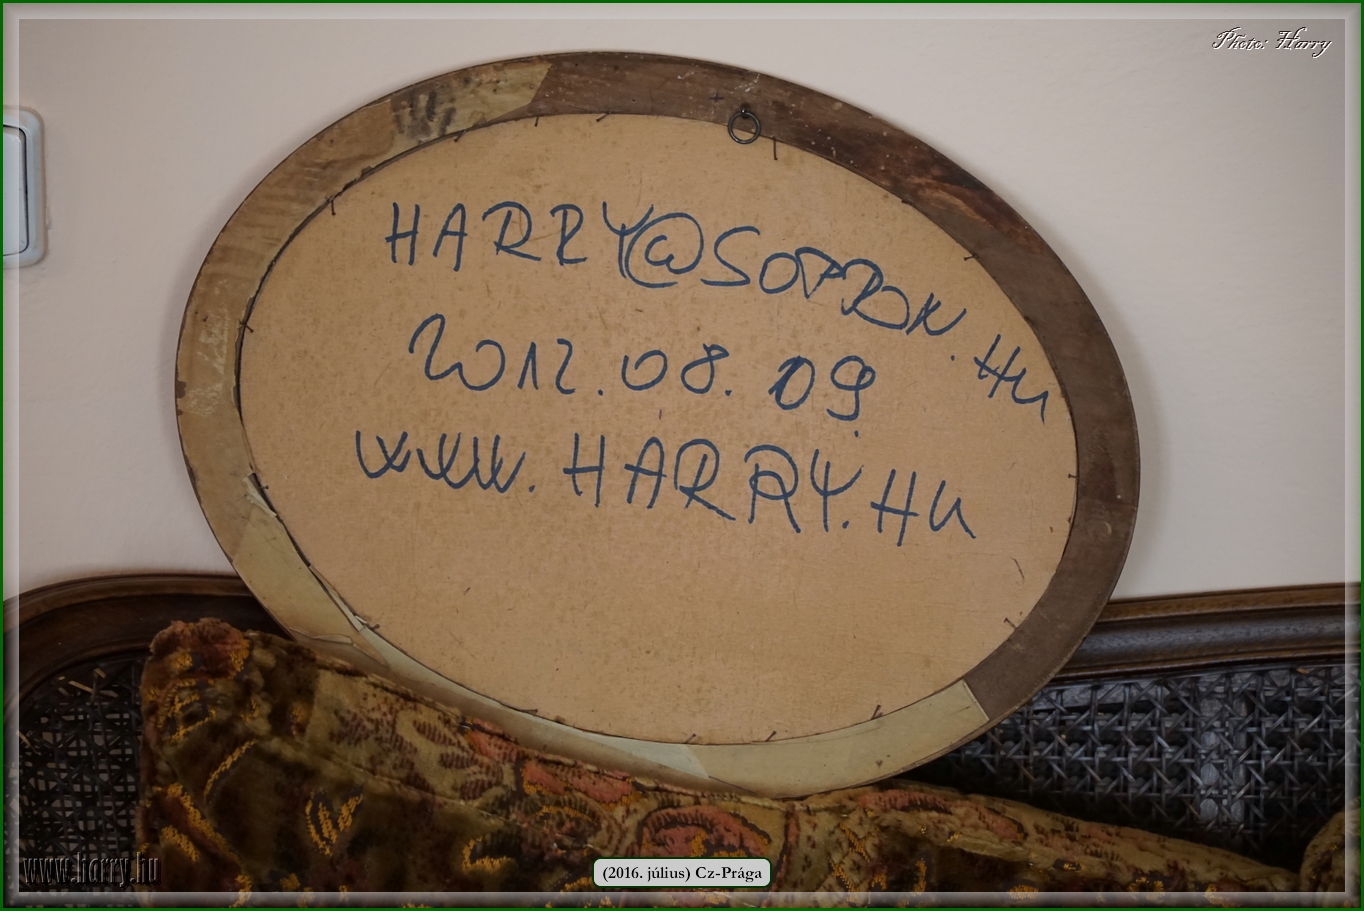 Photo: Harry
HARRY@SOPRON.HU
2012.08.09.
WWW.HARRY.HU
www.harry.hu
(2016. július) Cz-Prága